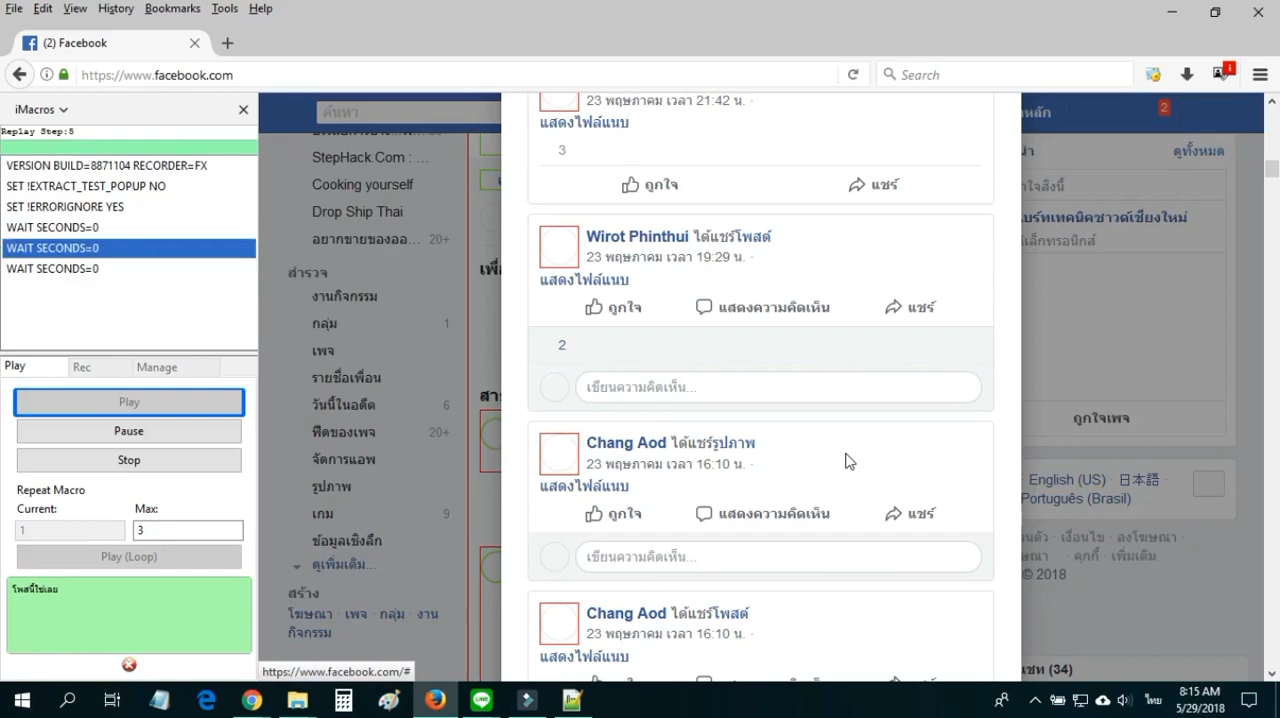 File Edit View History Bookmarks Tools Help
(2) Facebook
https://www.facebook.com
Search
iMacros
Replay Step:5
VERSION BUILD=8871104 RECORDER=FX
SET !EXTRACT_TEST_POPUP NO
SET !ERRORIGNORE YES
WAIT SECONDS=0
WAIT SECONDS=0
WAIT SECONDS=0
Play Rec Manage
Play
Pause
Stop
Repeat Macro
Current: Max:
1 3
Play (Loop)
โพสนี้ใช่เลย
ค้นหา
StepHack.Com : ...
Cooking yourself
Drop Ship Thai
อยากขายของออ... 20+
สำรวจ
งานกิจกรรม
กลุ่ม 1
เพจ
รายชื่อเพื่อน
วันนี้ในอดีต 6
ฟีดของเพจ 20+
จัดการแอพ
รูปภาพ
เกม 9
ข้อมูลเชิงลึก
ดูเพิ่มเติม...
สร้าง
โฆษณา · เพจ · กลุ่ม · งาน
กิจกรรม
https://www.facebook.com/#
23 พฤษภาคม เวลา 21:42 น. ·
แสดงไฟล์แนบ
3
ถูกใจ แชร์
Wirot Phinthui ได้แชร์โพสต์
23 พฤษภาคม เวลา 19:29 น. ·
แสดงไฟล์แนบ
ถูกใจ แสดงความคิดเห็น แชร์
2
เขียนความคิดเห็น...
Chang Aod ได้แชร์รูปภาพ
23 พฤษภาคม เวลา 16:10 น. ·
แสดงไฟล์แนบ
ถูกใจ แสดงความคิดเห็น แชร์
เขียนความคิดเห็น...
Chang Aod ได้แชร์โพสต์
23 พฤษภาคม เวลา 16:10 น. ·
แสดงไฟล์แนบ
2
ดูทั้งหมด
ถูกใจเพจ
English (US) · 日本語 ·
Português (Brasil)
เงื่อนไข · ลงโฆษณา ·
คุกกี้ · เพิ่มเติม
© 2018
แชท (34)
ไทย
8:15 AM
5/29/2018